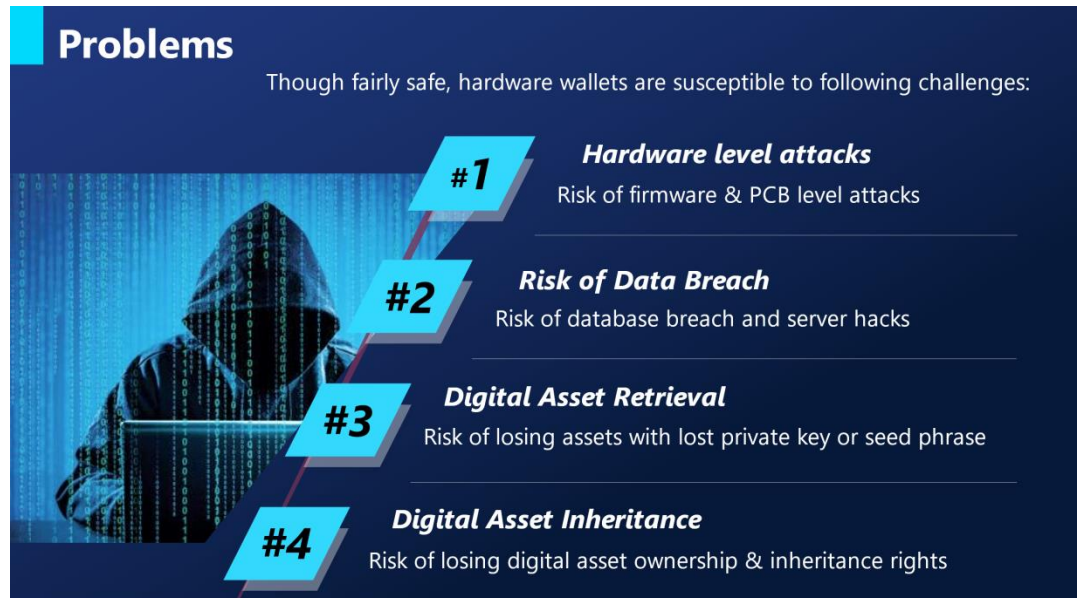 Problems
Though fairly safe, hardware wallets are susceptible to following challenges:
#1
Hardware level attacks
Risk of firmware & PCB level attacks
#2
Risk of Data Breach
Risk of database breach and server hacks
#3
Digital Asset Retrieval
Risk of losing assets with lost private key or seed phrase
#4
Digital Asset Inheritance
Risk of losing digital asset ownership & inheritance rights